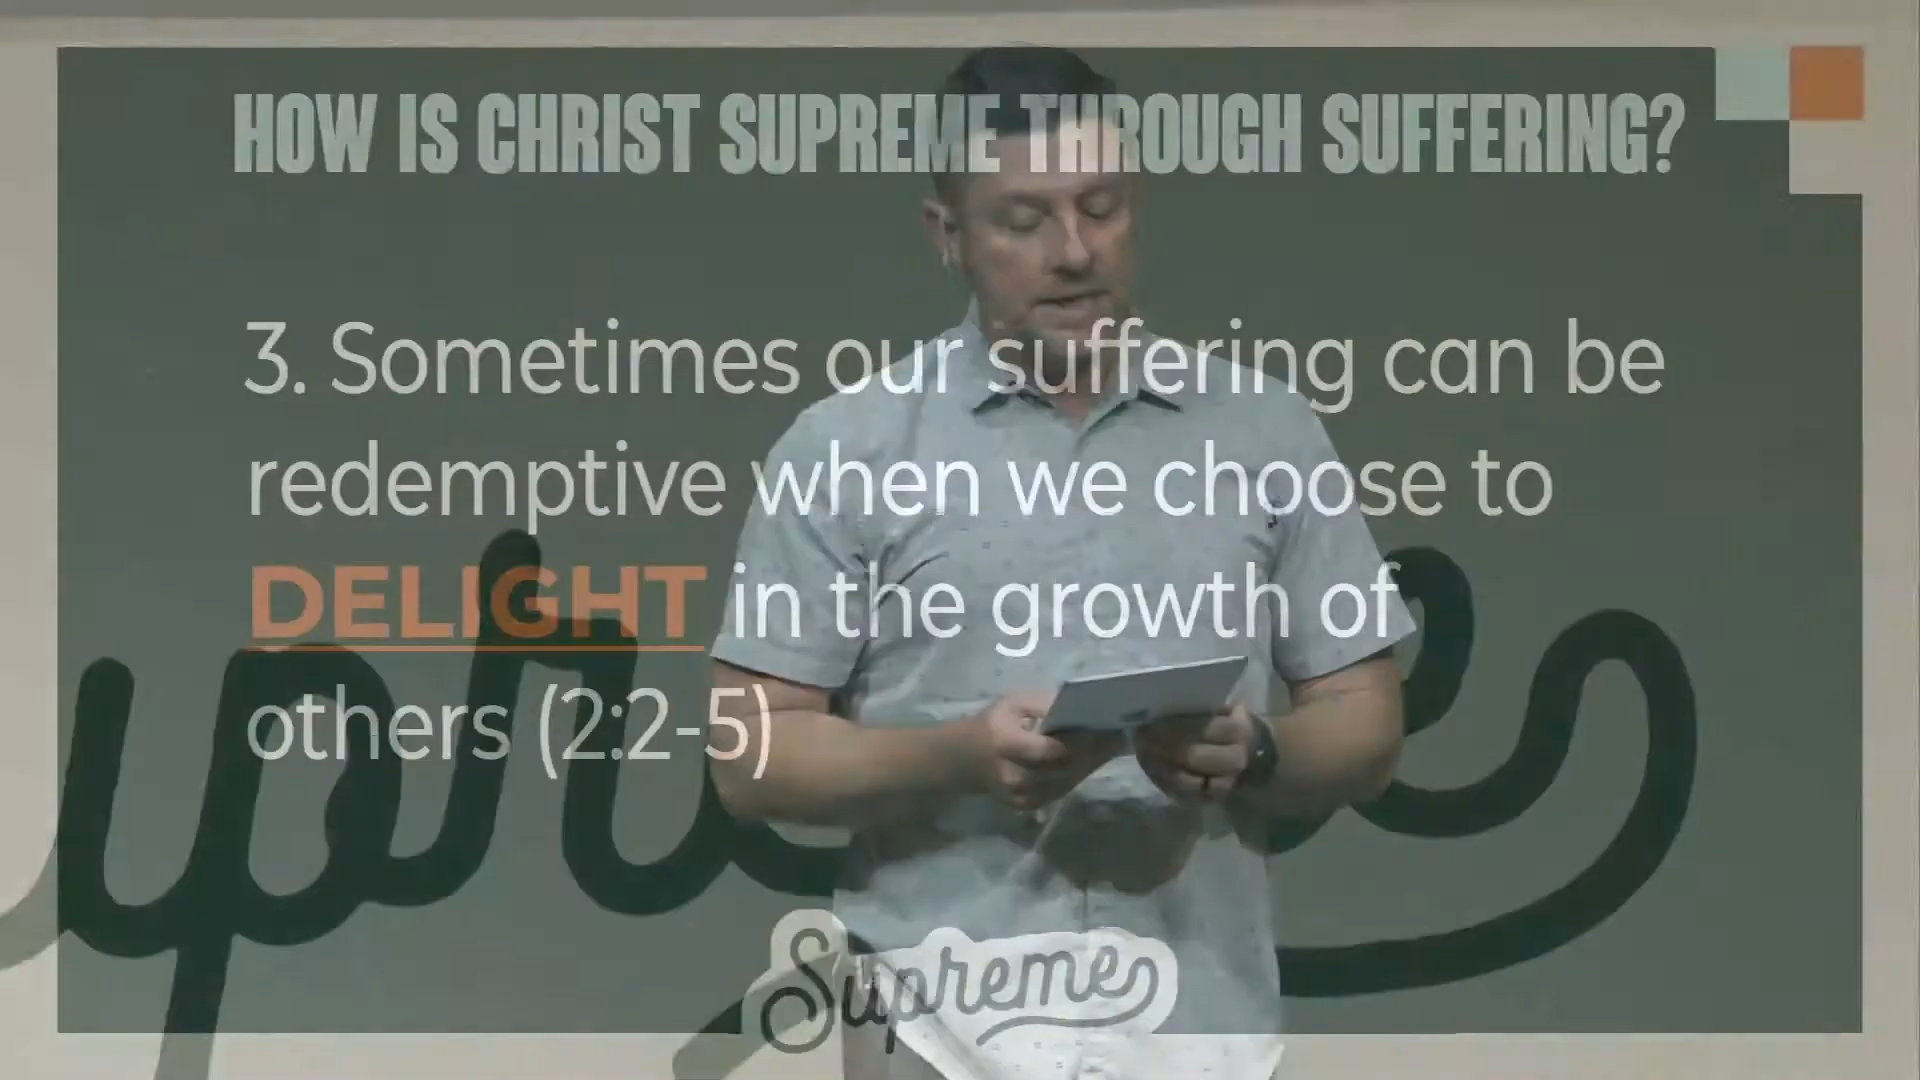 HOW IS CHRIST SUPREME THROUGH SUFFERING?
3. Sometimes our suffering can be
redemptive when we choose to
DELIGHT in the growth of
others (2:2-5)
upreme
Supreme